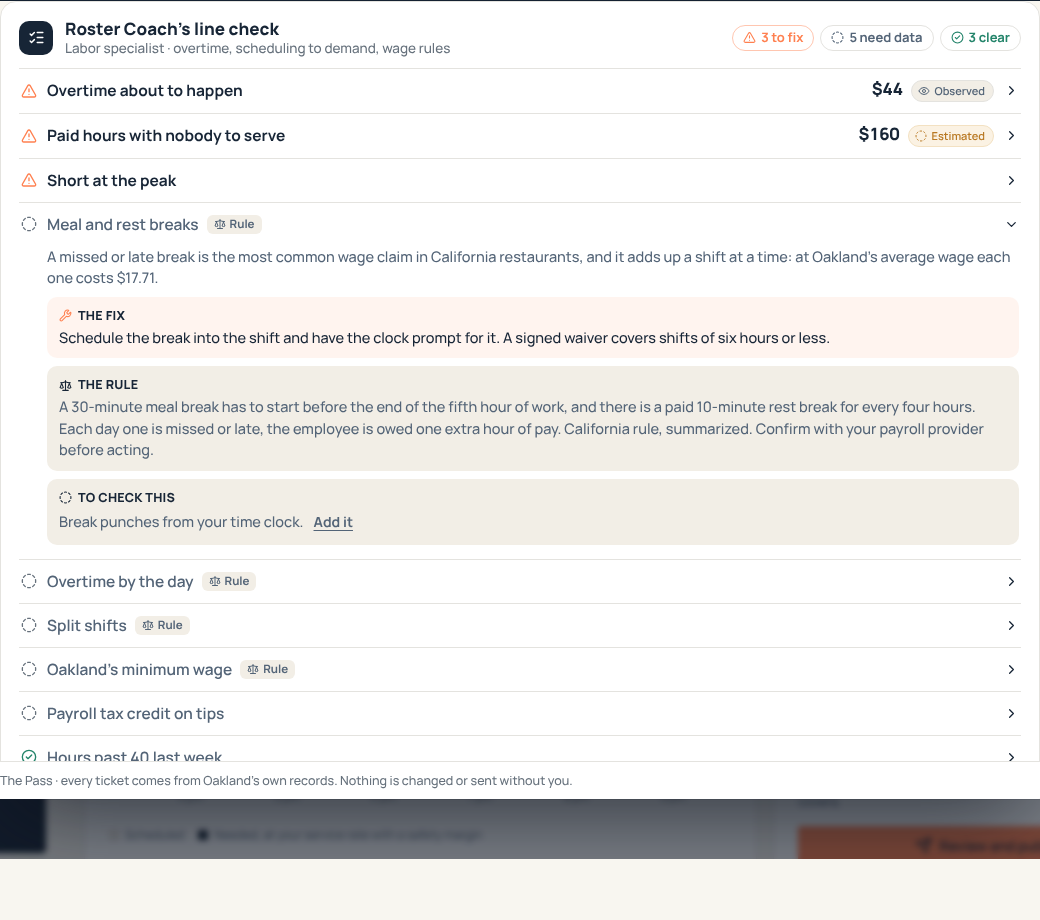 Roster Coach's line check
Labor specialist · overtime, scheduling to demand, wage rules
3 to fix
5 need data
3 clear
Overtime about to happen
$44
Observed
Paid hours with nobody to serve
$160
Estimated
Short at the peak
Meal and rest breaks
Rule
A missed or late break is the most common wage claim in California restaurants, and it adds up a shift at a time: at Oakland's average wage each
one costs $17.71.
THE FIX
Schedule the break into the shift and have the clock prompt for it. A signed waiver covers shifts of six hours or less.
THE RULE
A 30-minute meal break has to start before the end of the fifth hour of work, and there is a paid 10-minute rest break for every four hours.
Each day one is missed or late, the employee is owed one extra hour of pay. California rule, summarized. Confirm with your payroll provider
before acting.
TO CHECK THIS
Break punches from your time clock. Add it
Overtime by the day
Rule
Split shifts
Rule
Oakland's minimum wage
Rule
Payroll tax credit on tips
Hours past 40 last week
The Pass · every ticket comes from Oakland's own records. Nothing is changed or sent without you.